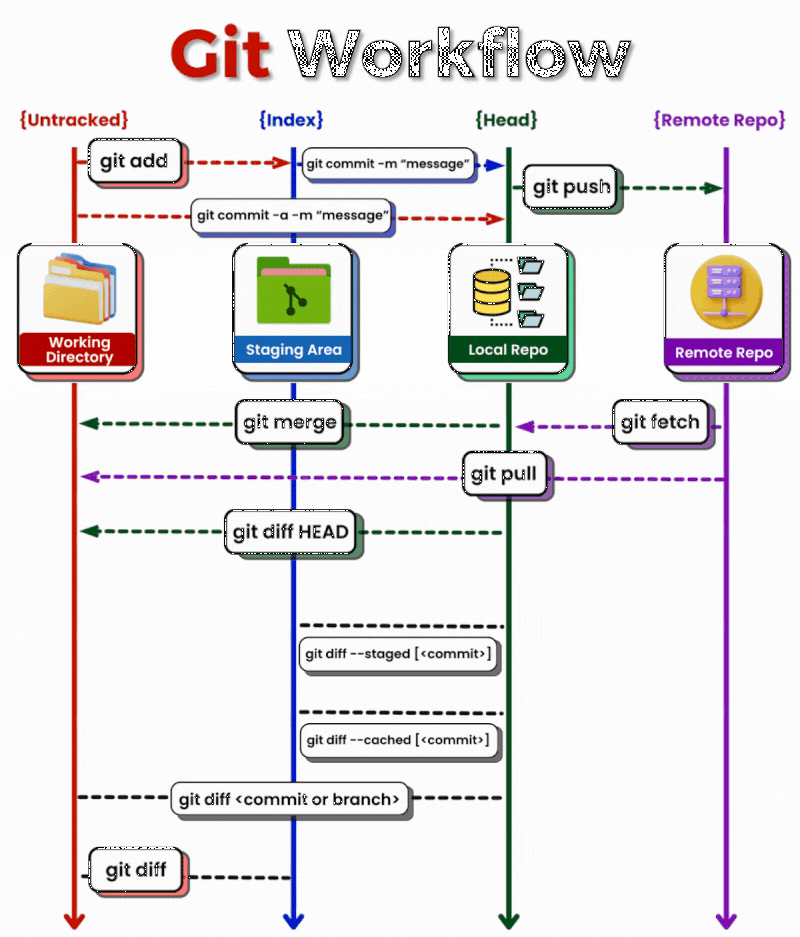 Git Workflow
{Untracked}
{Index}
{Head}
{Remote Repo}
git add
git commit -m “message”
git push
git commit -a -m “message”
Working
Directory
Staging Area
Local Repo
Remote Repo
git merge
git fetch
git pull
git diff HEAD
git diff --staged [<commit>]
git diff --cached [<commit>]
git diff <commit or branch>
git diff